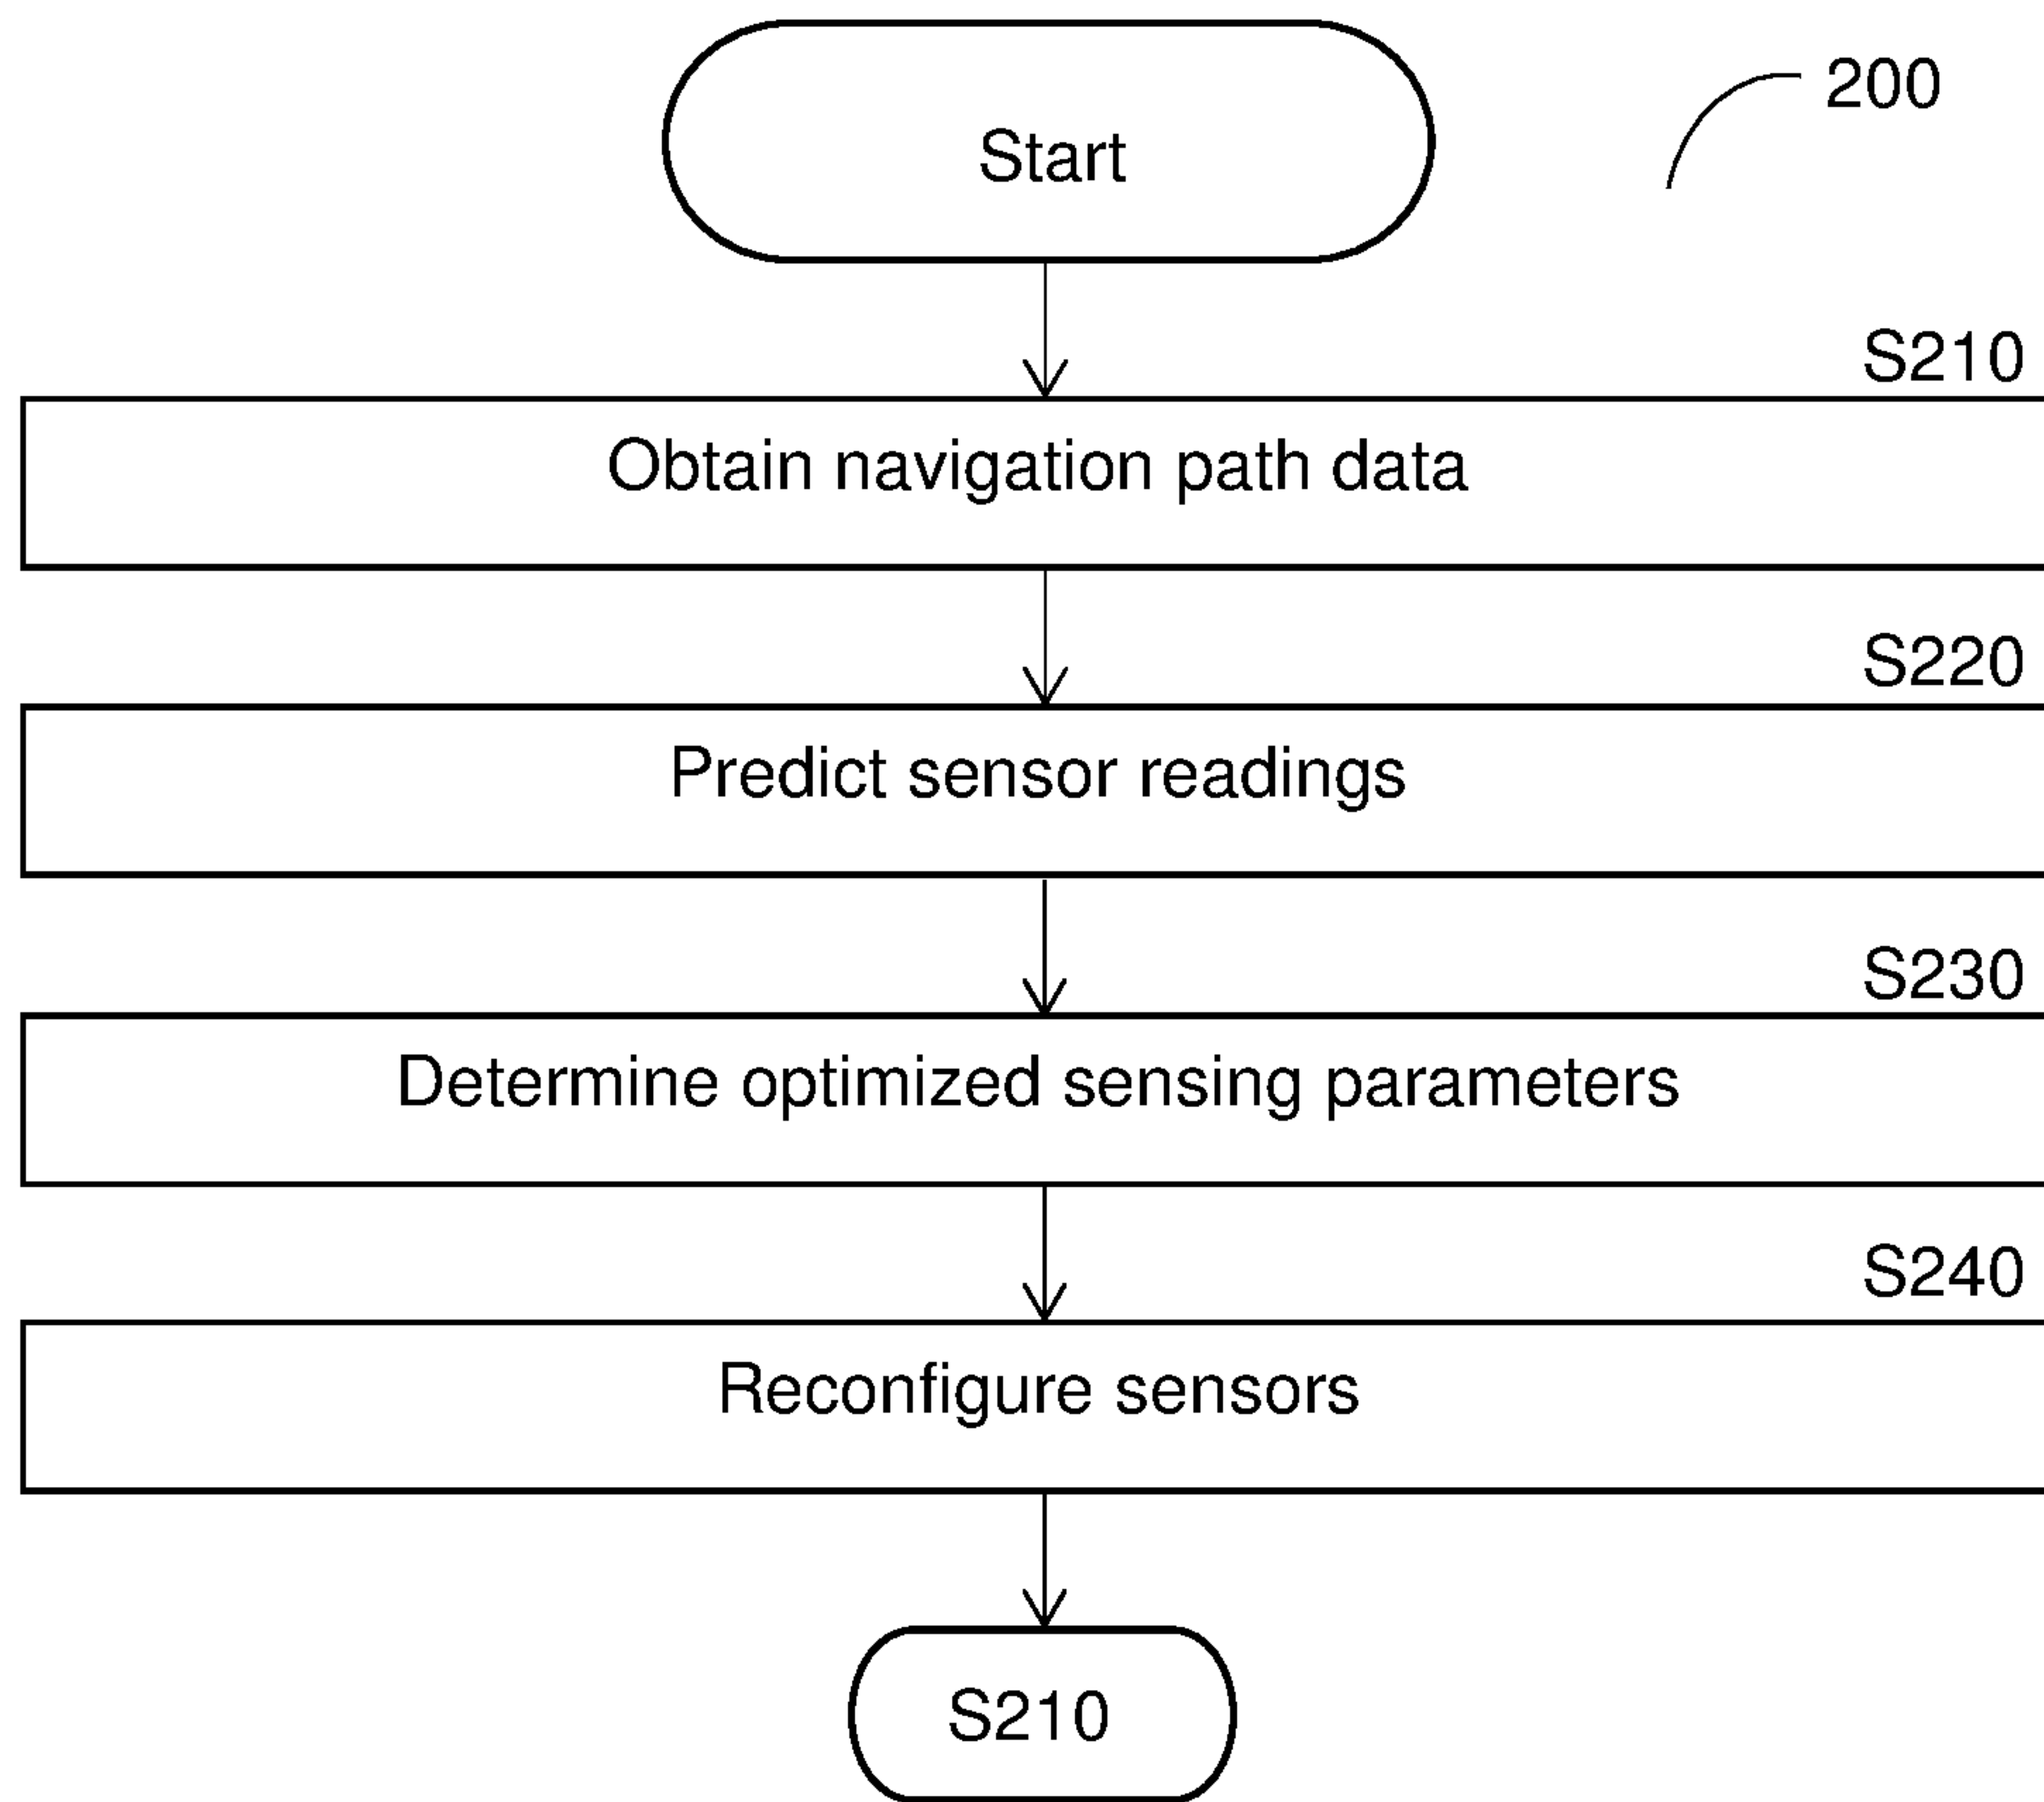 200
Start
S210
Obtain navigation path data
S220
Predict sensor readings
S230
Determine optimized sensing parameters
S240
Reconfigure sensors
S210